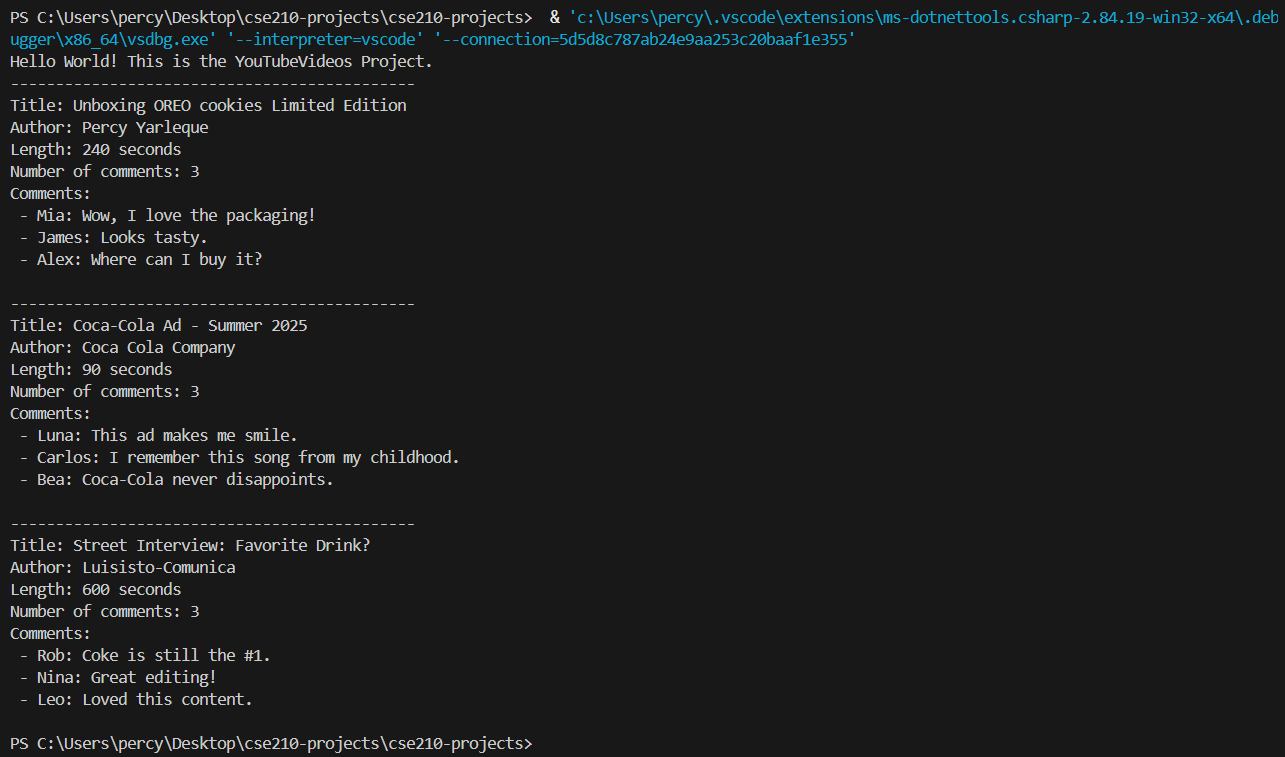 PS C:\Users\percy\Desktop\cse210-projects\cse210-projects>  & 'c:\Users\percy\.vscode\extensions\ms-dotnettools.csharp-2.84.19-win32-x64\.deb
ugger\x86_64\vsdbg.exe' '--interpreter=vscode' '--connection=5d5d8c787ab24e9aa253c20baaf1e355'
Hello World! This is the YouTubeVideos Project.
---------------------------------------------
Title: Unboxing OREO cookies Limited Edition
Author: Percy Yarleque
Length: 240 seconds
Number of comments: 3
Comments:
 - Mia: Wow, I love the packaging!
 - James: Looks tasty.
 - Alex: Where can I buy it?

---------------------------------------------
Title: Coca-Cola Ad - Summer 2025
Author: Coca Cola Company
Length: 90 seconds
Number of comments: 3
Comments:
 - Luna: This ad makes me smile.
 - Carlos: I remember this song from my childhood.
 - Bea: Coca-Cola never disappoints.

---------------------------------------------
Title: Street Interview: Favorite Drink?
Author: Luisisto-Comunica
Length: 600 seconds
Number of comments: 3
Comments:
 - Rob: Coke is still the #1.
 - Nina: Great editing!
 - Leo: Loved this content.

PS C:\Users\percy\Desktop\cse210-projects\cse210-projects>